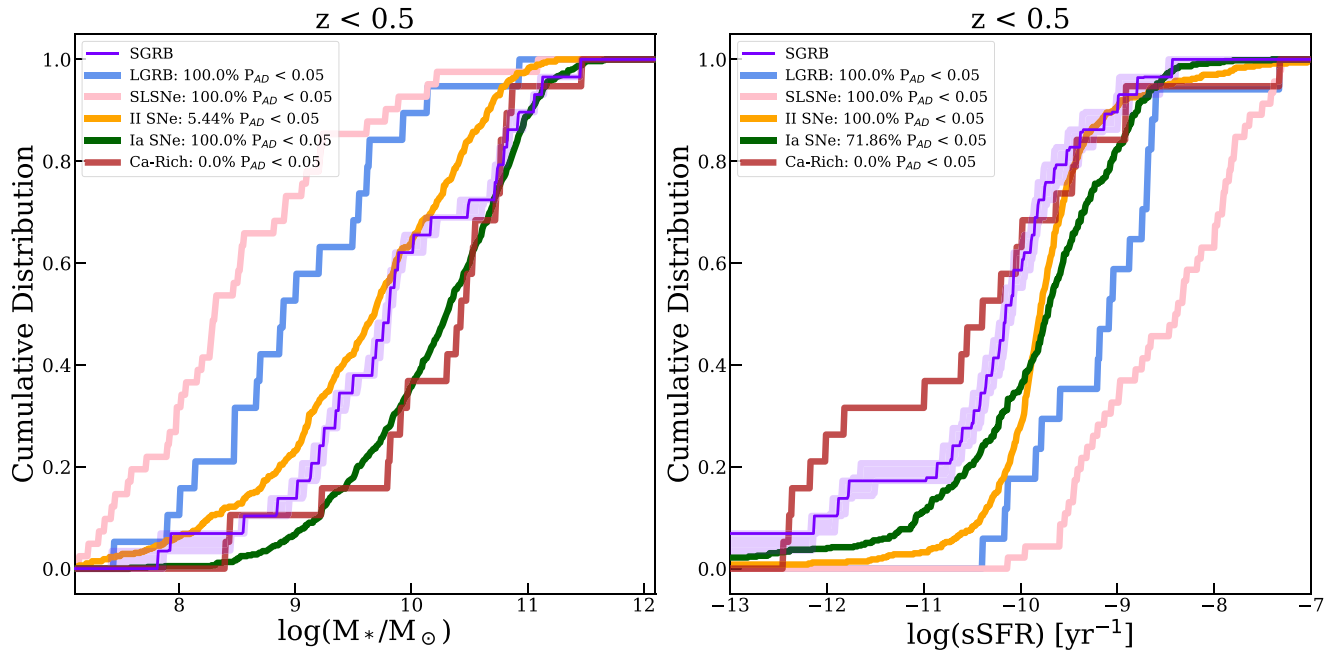 z < 0.5
SGRB
LGRB: 100.0% P_AD < 0.05
SLSNe: 100.0% P_AD < 0.05
II SNe: 5.44% P_AD < 0.05
Ia SNe: 100.0% P_AD < 0.05
Ca-Rich: 0.0% P_AD < 0.05
Cumulative Distribution
1.0
0.8
0.6
0.4
0.2
0.0
8 9 10 11 12
log(M_*/M_⊙)
z < 0.5
SGRB
LGRB: 100.0% P_AD < 0.05
SLSNe: 100.0% P_AD < 0.05
II SNe: 100.0% P_AD < 0.05
Ia SNe: 71.86% P_AD < 0.05
Ca-Rich: 0.0% P_AD < 0.05
Cumulative Distribution
1.0
0.8
0.6
0.4
0.2
0.0
−13 −12 −11 −10 −9 −8 −7
log(sSFR) [yr⁻¹]